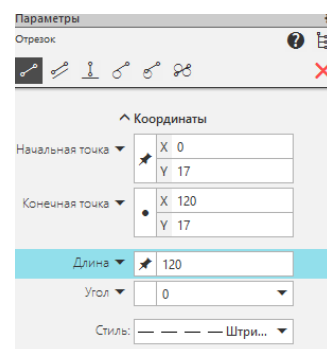 Параметры
Отрезок
Координаты
Начальная точка X 0
Y 17
Конечная точка X 120
Y 17
Длина 120
Угол 0
Стиль: Штри...